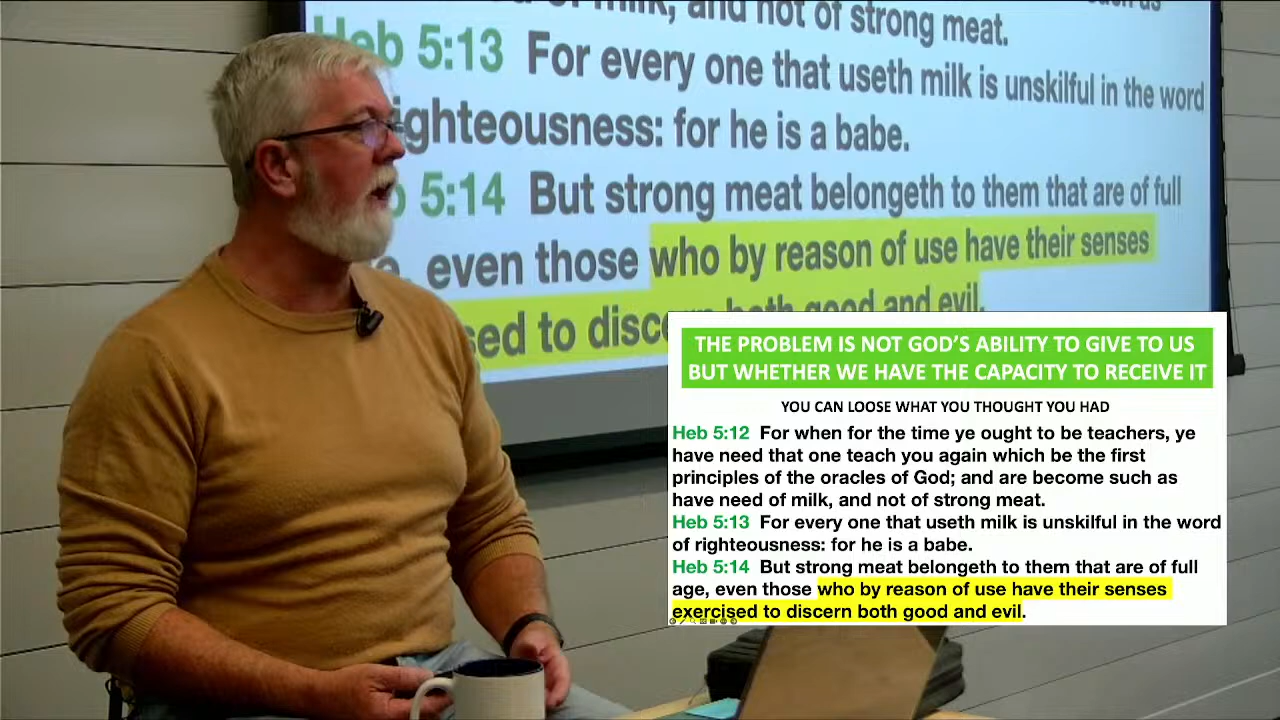 of milk, and not of strong meat.
Heb 5:13 For every one that useth milk is unskilful in the word
ighteousness: for he is a babe.
5:14 But strong meat belongeth to them that are of full
e, even those who by reason of use have their senses
sed to disce both good and evil.
THE PROBLEM IS NOT GOD'S ABILITY TO GIVE TO US
BUT WHETHER WE HAVE THE CAPACITY TO RECEIVE IT
YOU CAN LOOSE WHAT YOU THOUGHT YOU HAD
Heb 5:12 For when for the time ye ought to be teachers, ye
have need that one teach you again which be the first
principles of the oracles of God; and are become such as
have need of milk, and not of strong meat.
Heb 5:13 For every one that useth milk is unskilful in the word
of righteousness: for he is a babe.
Heb 5:14 But strong meat belongeth to them that are of full
age, even those who by reason of use have their senses
exercised to discern both good and evil.